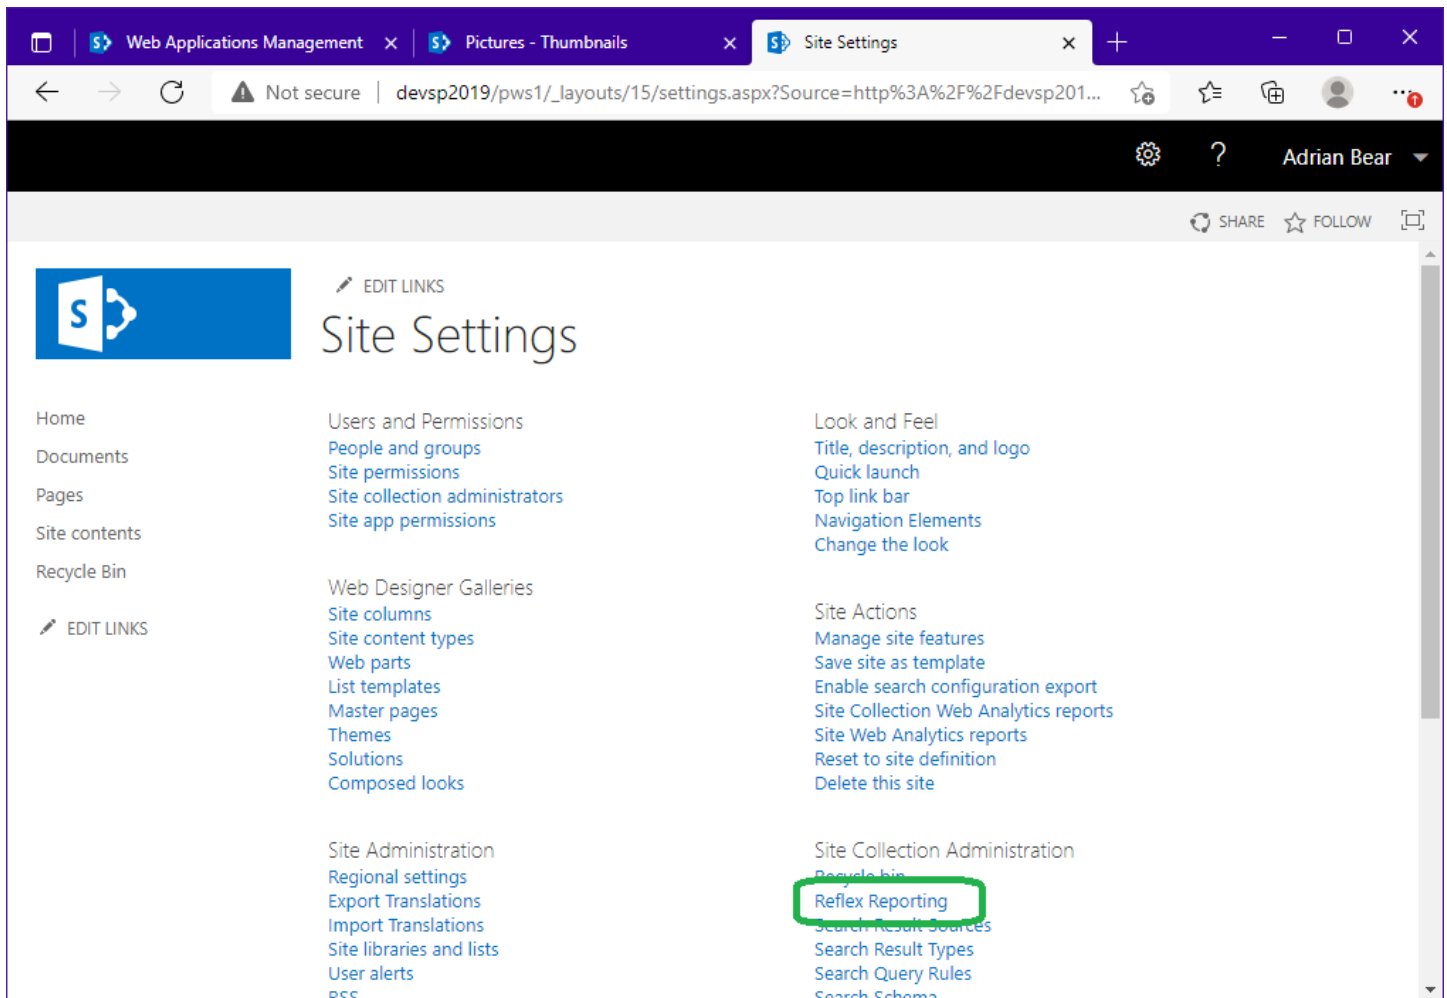 Web Applications Management
Pictures - Thumbnails
Site Settings
Not secure | devsp2019/pws1/_layouts/15/settings.aspx?Source=http%3A%2F%2Fdevsp201...
? Adrian Bear
SHARE FOLLOW
S
EDIT LINKS
Site Settings
Home
Documents
Pages
Site contents
Recycle Bin
EDIT LINKS
Users and Permissions
People and groups
Site permissions
Site collection administrators
Site app permissions
Web Designer Galleries
Site columns
Site content types
Web parts
List templates
Master pages
Themes
Solutions
Composed looks
Site Administration
Regional settings
Export Translations
Import Translations
Site libraries and lists
User alerts
RSS
Look and Feel
Title, description, and logo
Quick launch
Top link bar
Navigation Elements
Change the look
Site Actions
Manage site features
Save site as template
Enable search configuration export
Site Collection Web Analytics reports
Site Web Analytics reports
Reset to site definition
Delete this site
Site Collection Administration
Recycle bin
Reflex Reporting
Search Result Sources
Search Result Types
Search Query Rules
Search Schema